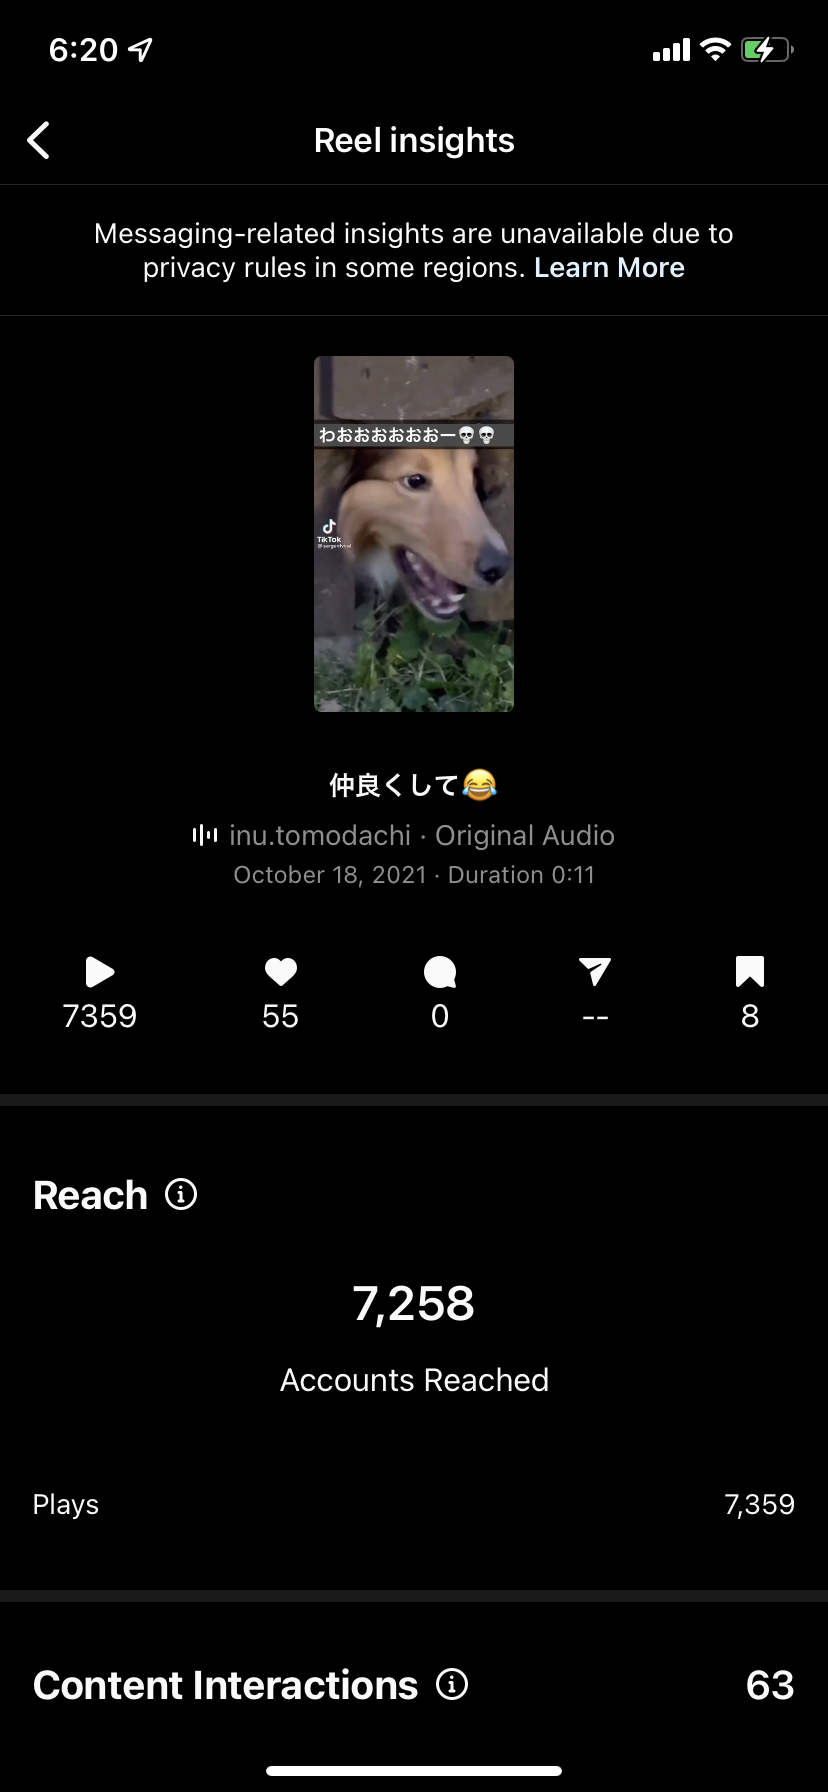 6:20
Reel insights
Messaging-related insights are unavailable due to
privacy rules in some regions. Learn More
わおおおおおおー💀💀
TikTok
仲良くして😂
inu.tomodachi · Original Audio
October 18, 2021 · Duration 0:11
7359 55 0 -- 8
Reach
7,258
Accounts Reached
Plays 7,359
Content Interactions 63